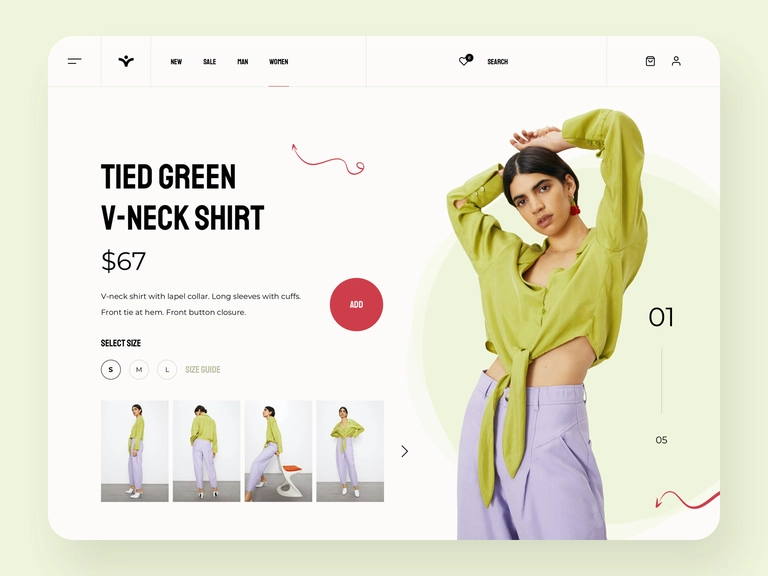 NEW SALE MAN WOMEN
0 SEARCH
TIED GREEN
V-NECK SHIRT
$67
V-neck shirt with lapel collar. Long sleeves with cuffs.
Front tie at hem. Front button closure.
ADD
SELECT SIZE
S M L SIZE GUIDE
01
05